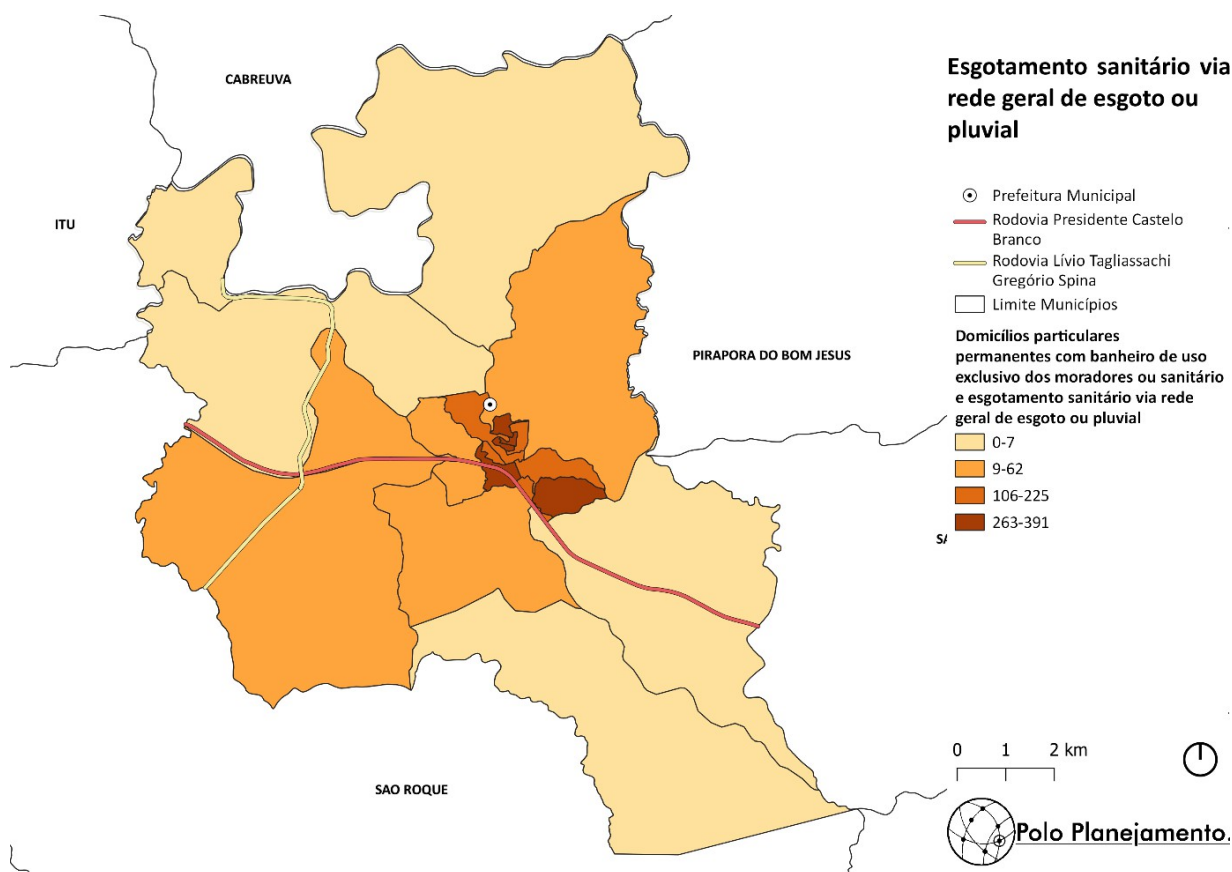 CABREUVA
ITU
PIRAPORA DO BOM JESUS
SAO ROQUE
Esgotamento sanitário via
rede geral de esgoto ou
pluvial
Prefeitura Municipal
Rodovia Presidente Castelo
Branco
Rodovia Lívio Tagliassachi
Gregório Spina
Limite Municípios
Domicílios particulares
permanentes com banheiro de uso
exclusivo dos moradores ou sanitário
e esgotamento sanitário via rede
geral de esgoto ou pluvial
0-7
9-62
106-225
263-391
0 1 2 km
Polo Planejamento.